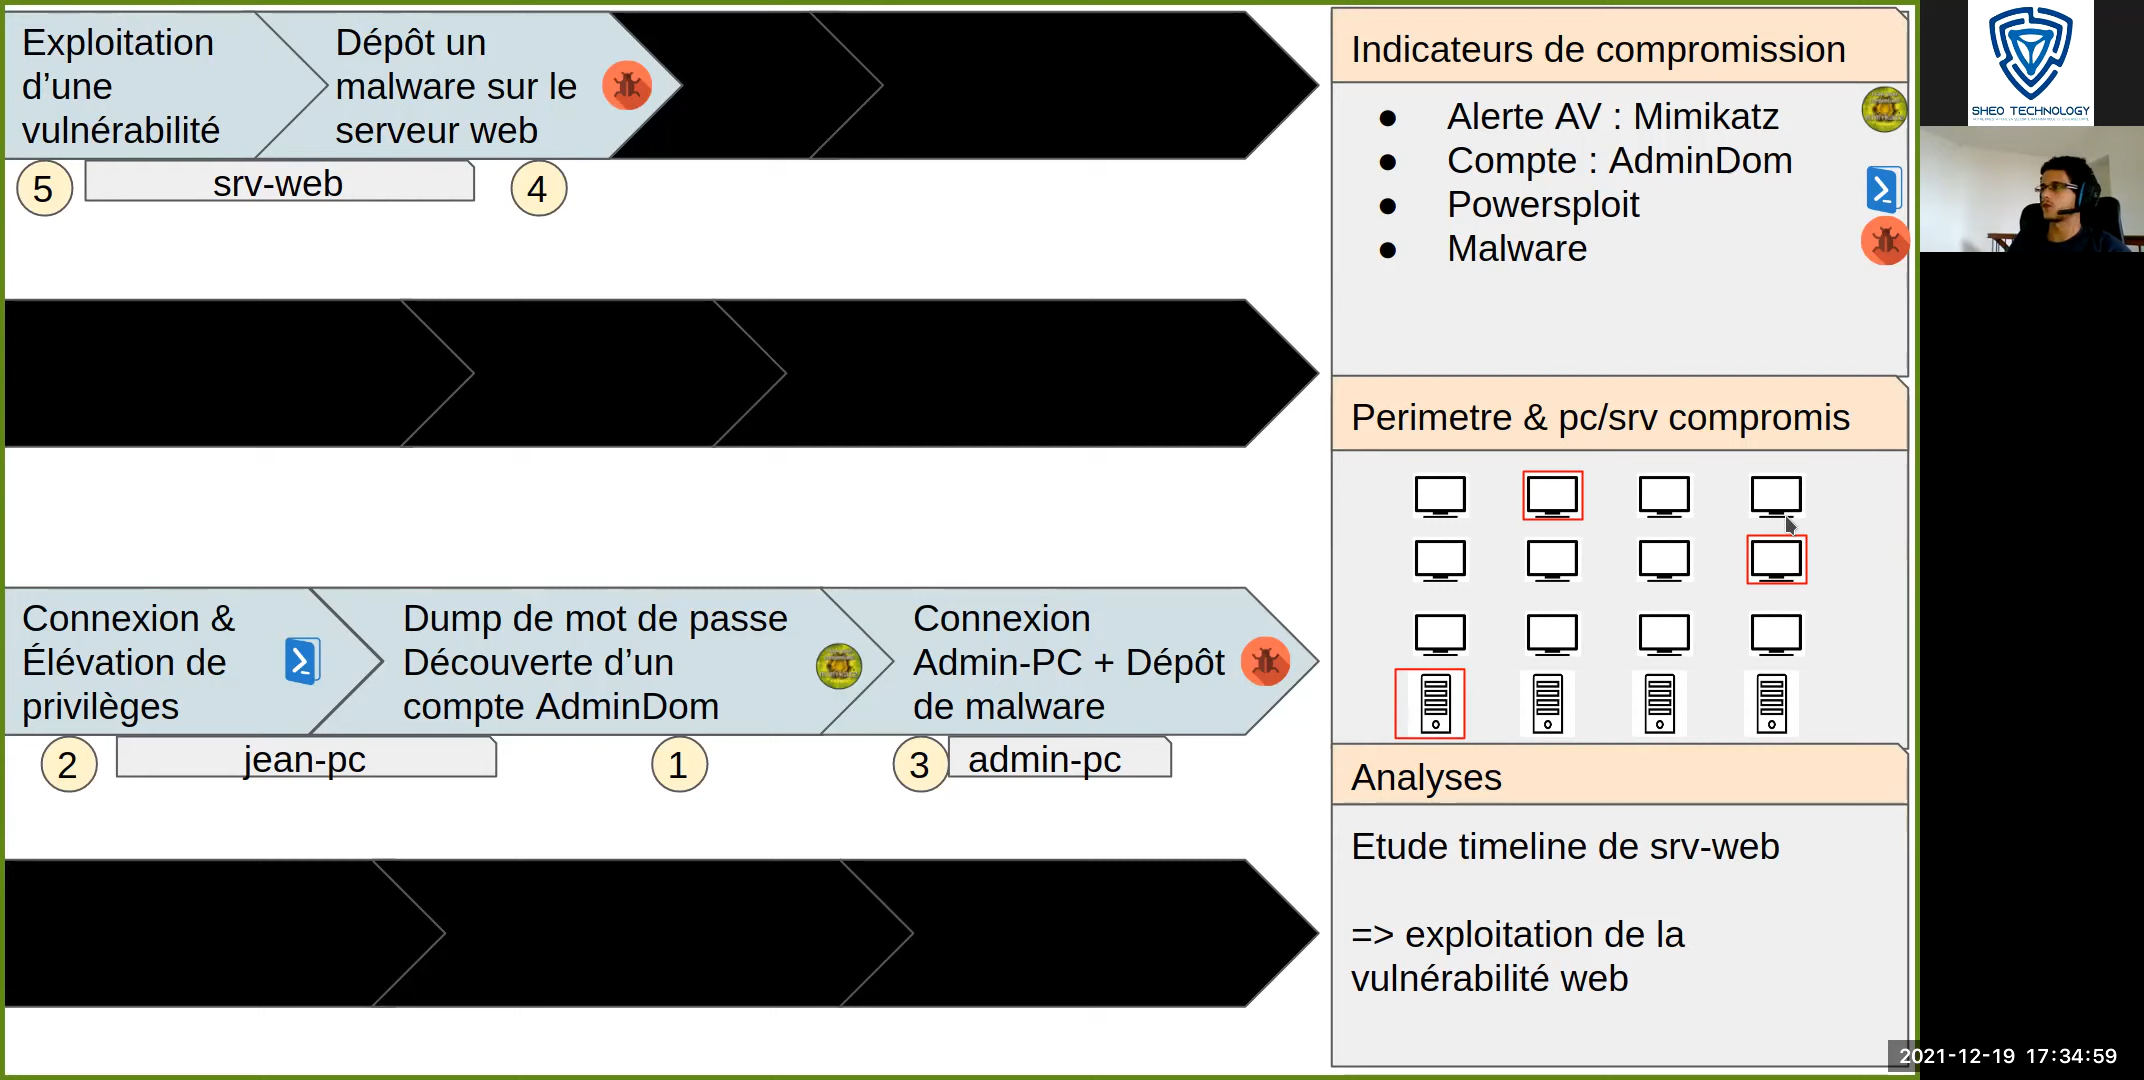 Exploitation
d’une
vulnérabilité
Dépôt un
malware sur le
serveur web
5
srv-web
4
Connexion &
Élévation de
privilèges
Dump de mot de passe
Découverte d’un
compte AdminDom
Connexion
Admin-PC + Dépôt
de malware
2
jean-pc
1
3
admin-pc
Indicateurs de compromission
● Alerte AV : Mimikatz
● Compte : AdminDom
● Powersploit
● Malware
Perimetre & pc/srv compromis
Analyses
Etude timeline de srv-web
=> exploitation de la
vulnérabilité web
SHEO TECHNOLOGY
2021-12-19 17:34:59